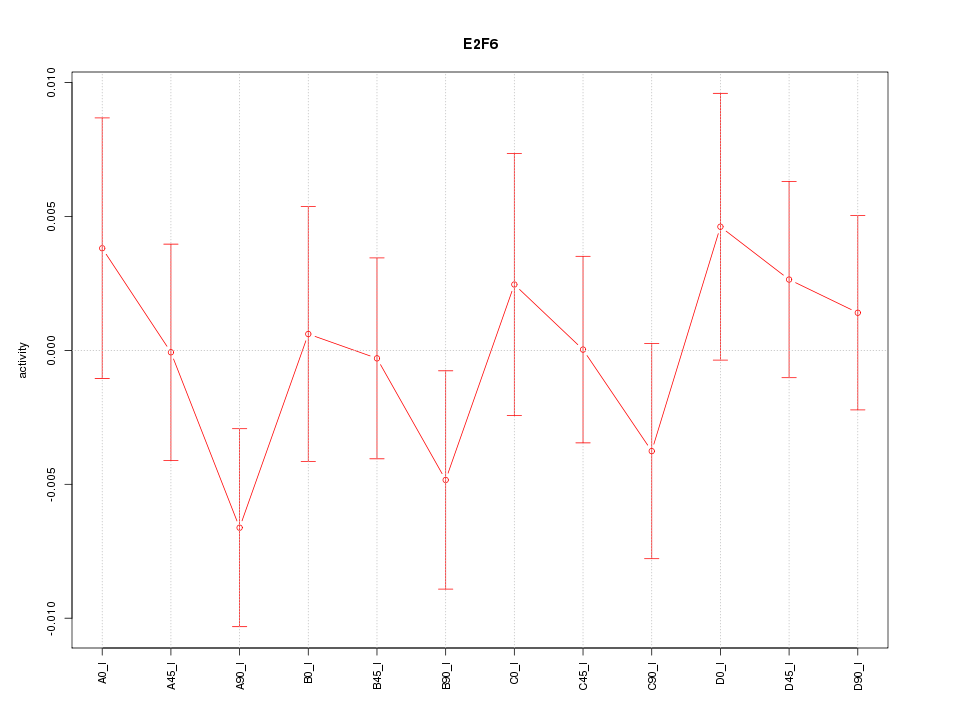 E2F6
activity
0.010
0.005
0.000
-0.005
-0.010
A0_I
A45_I
A90_I
B0_I
B45_I
B90_I
C0_I
C45_I
C90_I
D0_I
D45_I
D90_I